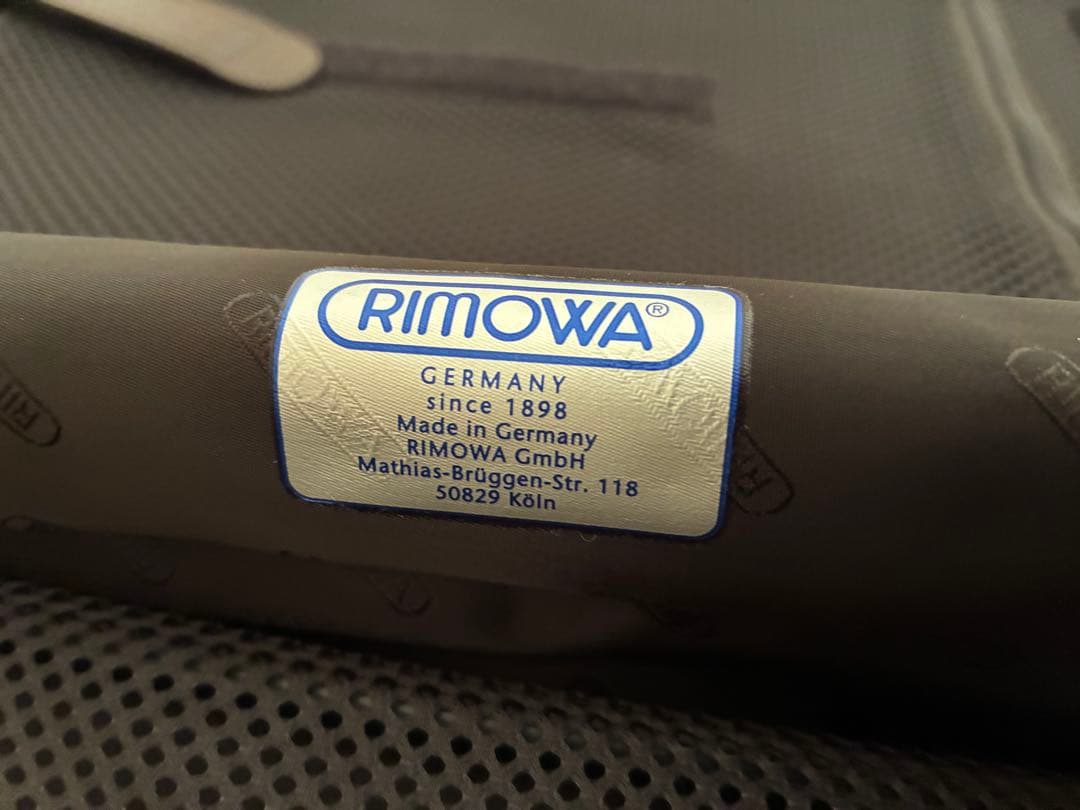 RIMOWA®
GERMANY
since 1898
Made in Germany
RIMOWA GmbH
Mathias-Brüggen-Str. 118
50829 Köln